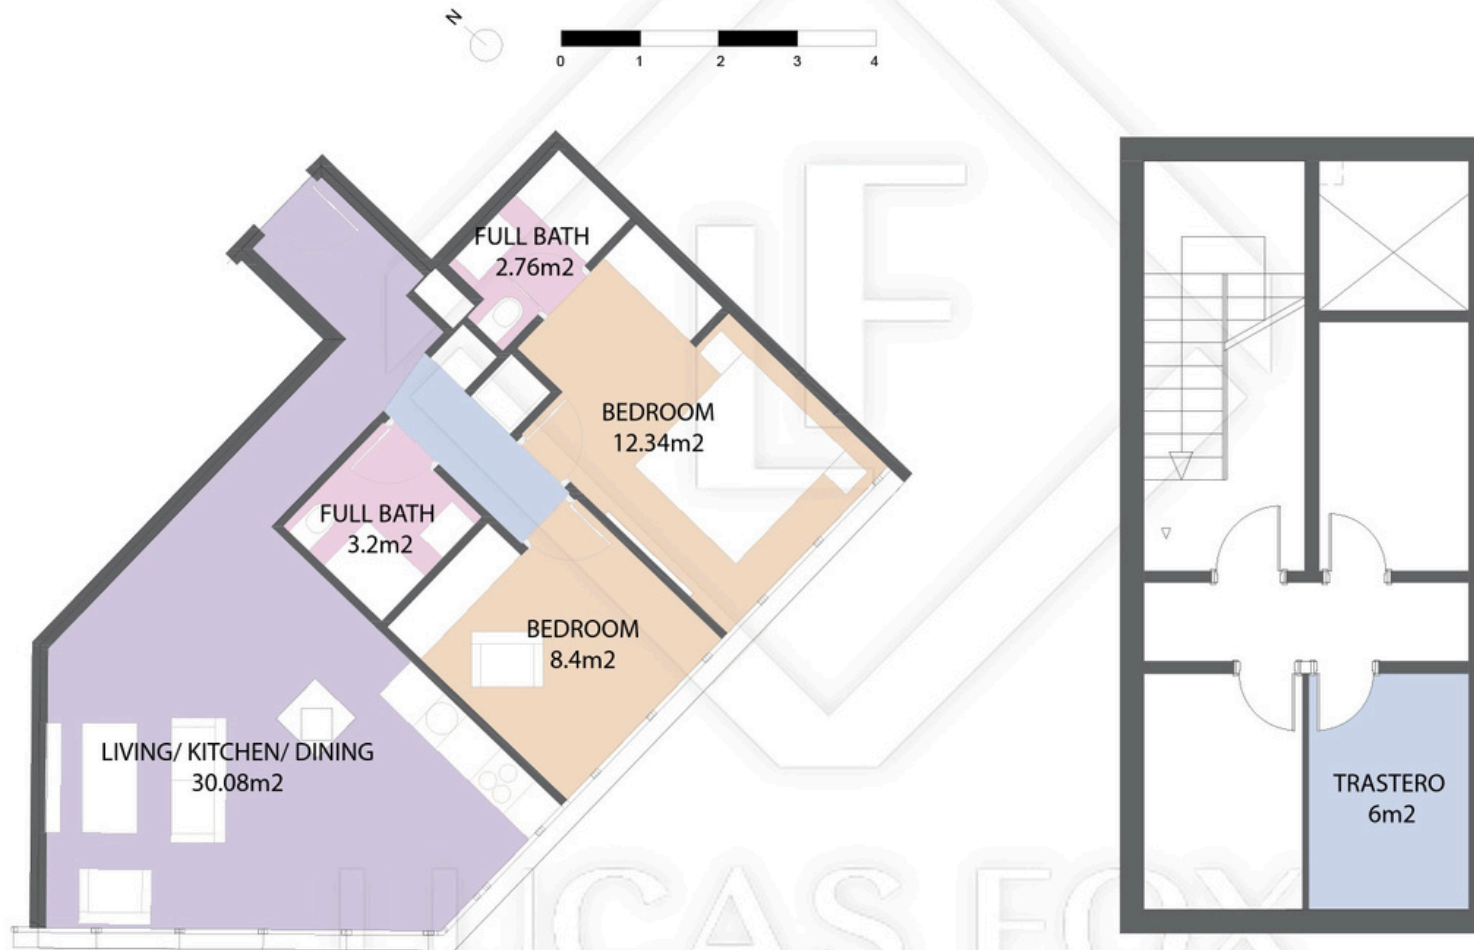 N
0 1 2 3 4
FULL BATH
2.76m2
BEDROOM
12.34m2
FULL BATH
3.2m2
BEDROOM
8.4m2
LIVING/ KITCHEN/ DINING
30.08m2
TRASTERO
6m2
LF
LUCAS FOX